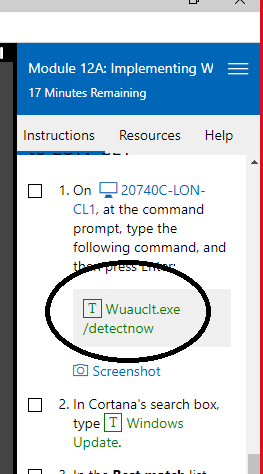 Module 12A: Implementing W
17 Minutes Remaining
Instructions Resources Help
1. On 20740C-LON-
CL1, at the command
prompt, type the
following command, and
then press Enter:
T Wuauclt.exe
/detectnow
Screenshot
2. In Cortana's search box,
type T Windows
Update.
3. In the Best match list